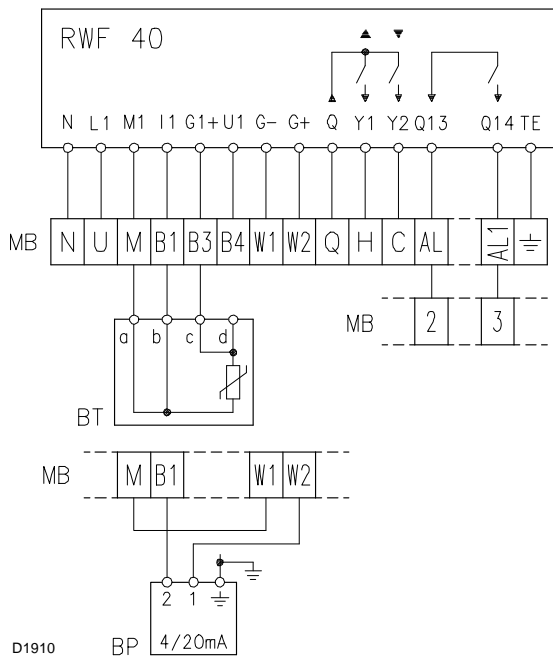 RWF 40
N L1 M1 I1 G1+ U1 G- G+ Q Y1 Y2 Q13 Q14 TE
MB N U M B1 B3 B4 W1 W2 Q H C AL AL1
MB 2 3
a b c d
BT
MB M B1 W1 W2
2 1
D1910 BP 4/20mA